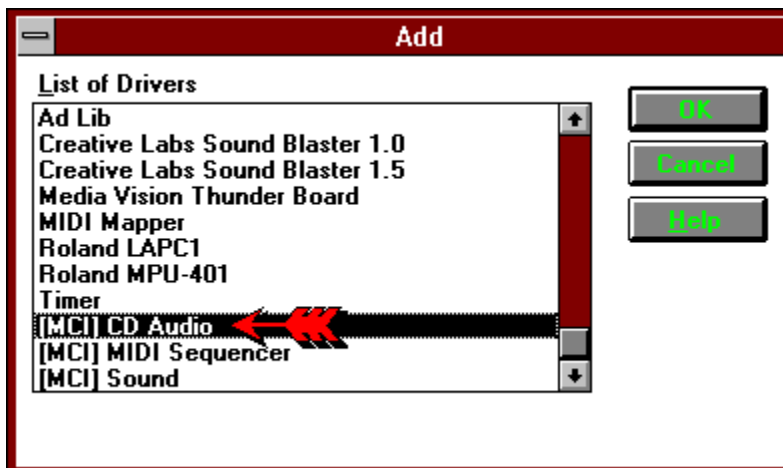 Add
List of Drivers
Ad Lib
Creative Labs Sound Blaster 1.0
Creative Labs Sound Blaster 1.5
Media Vision Thunder Board
MIDI Mapper
Roland LAPC1
Roland MPU-401
Timer
[MCI] CD Audio
[MCI] MIDI Sequencer
[MCI] Sound
OK
Cancel
Help